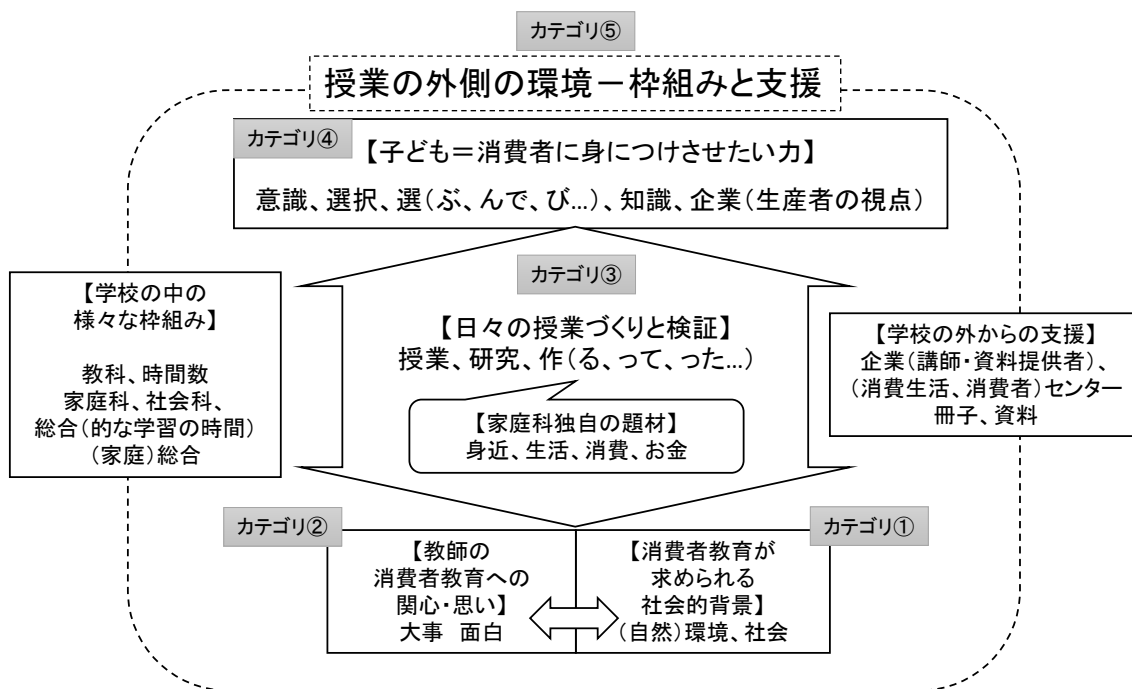 カテゴリ⑤
授業の外側の環境－枠組みと支援
カテゴリ④
【子ども＝消費者に身につけさせたい力】
意識、選択、選(ぶ、んで、び...)、知識、企業(生産者の視点)
【学校の中の
様々な枠組み】
教科、時間数
家庭科、社会科、
総合(的な学習の時間)
(家庭)総合
カテゴリ③
【日々の授業づくりと検証】
授業、研究、作(る、って、った...)
【家庭科独自の題材】
身近、生活、消費、お金
【学校の外からの支援】
企業(講師・資料提供者)、
(消費生活、消費者)センター
冊子、資料
カテゴリ②
【教師の
消費者教育への
関心・思い】
大事　面白
カテゴリ①
【消費者教育が
求められる
社会的背景】
(自然)環境、社会